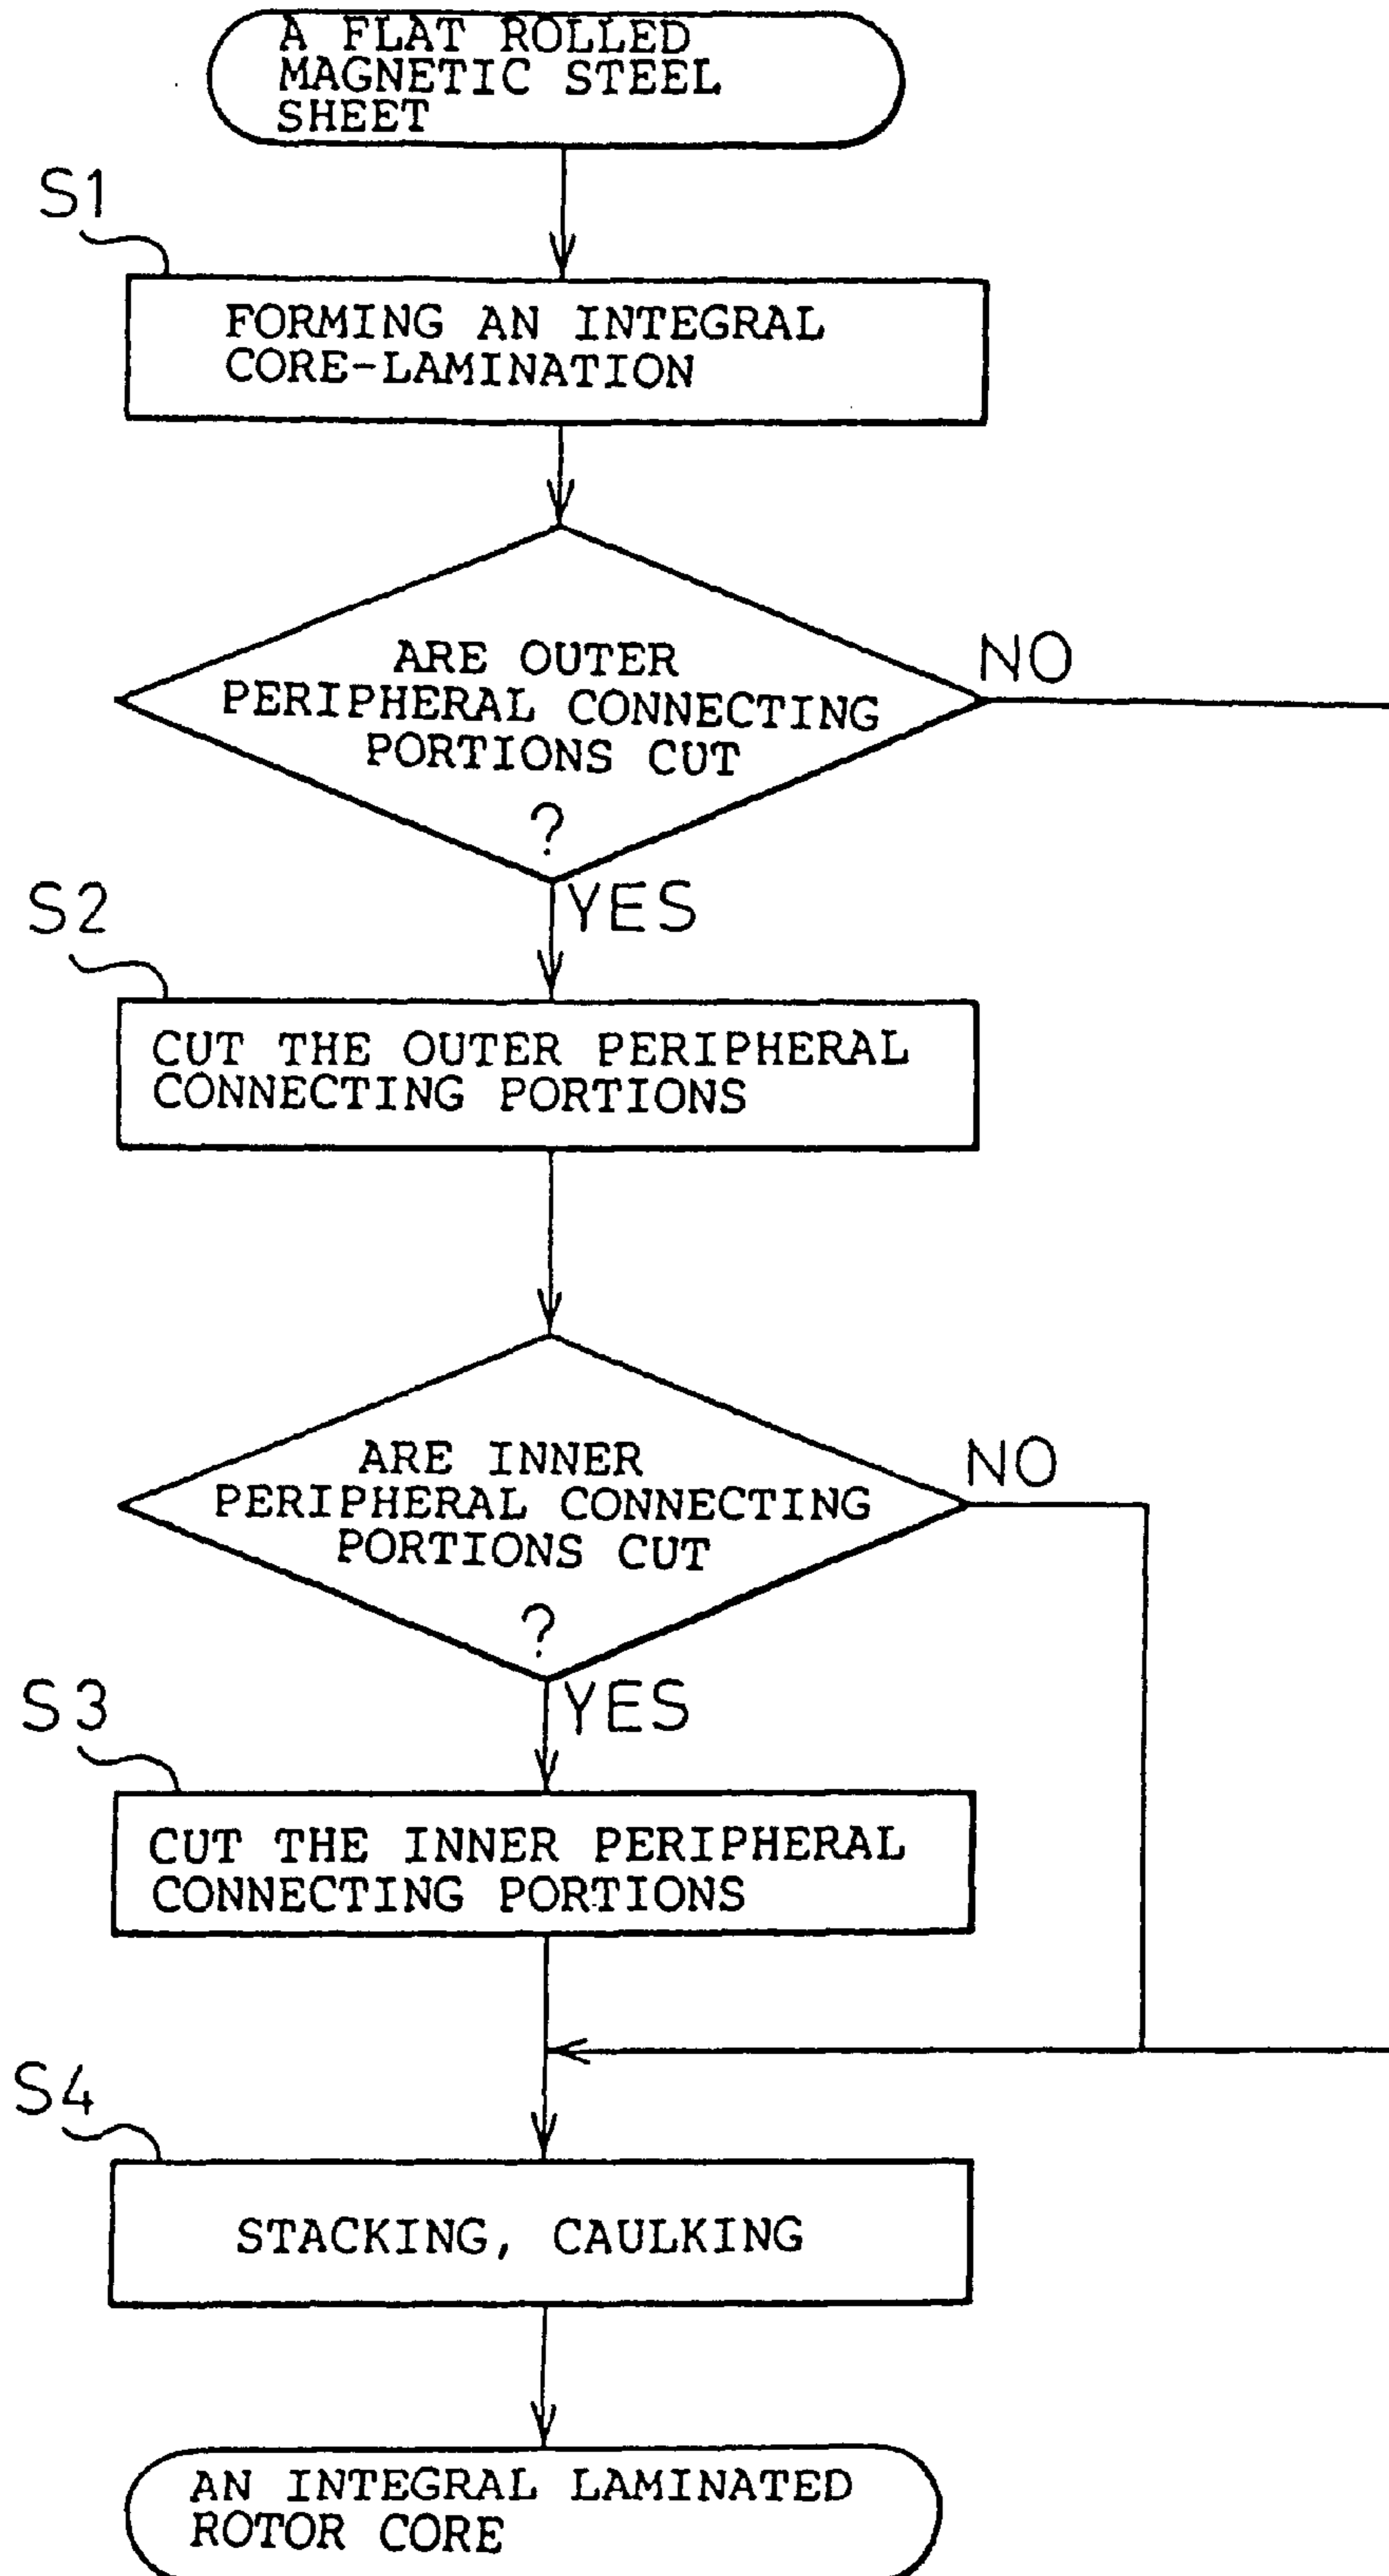 A FLAT ROLLED
MAGNETIC STEEL
SHEET
S1
FORMING AN INTEGRAL
CORE-LAMINATION
ARE OUTER
PERIPHERAL CONNECTING
PORTIONS CUT
?
NO
YES
S2
CUT THE OUTER PERIPHERAL
CONNECTING PORTIONS
ARE INNER
PERIPHERAL CONNECTING
PORTIONS CUT
?
NO
YES
S3
CUT THE INNER PERIPHERAL
CONNECTING PORTIONS
S4
STACKING, CAULKING
AN INTEGRAL LAMINATED
ROTOR CORE